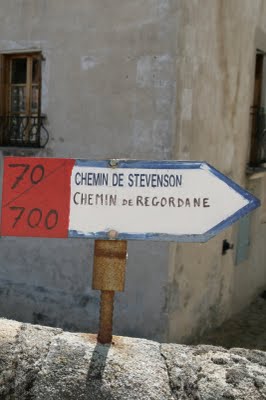 70
700
CHEMIN DE STEVENSON
CHEMIN DE REGORDANE